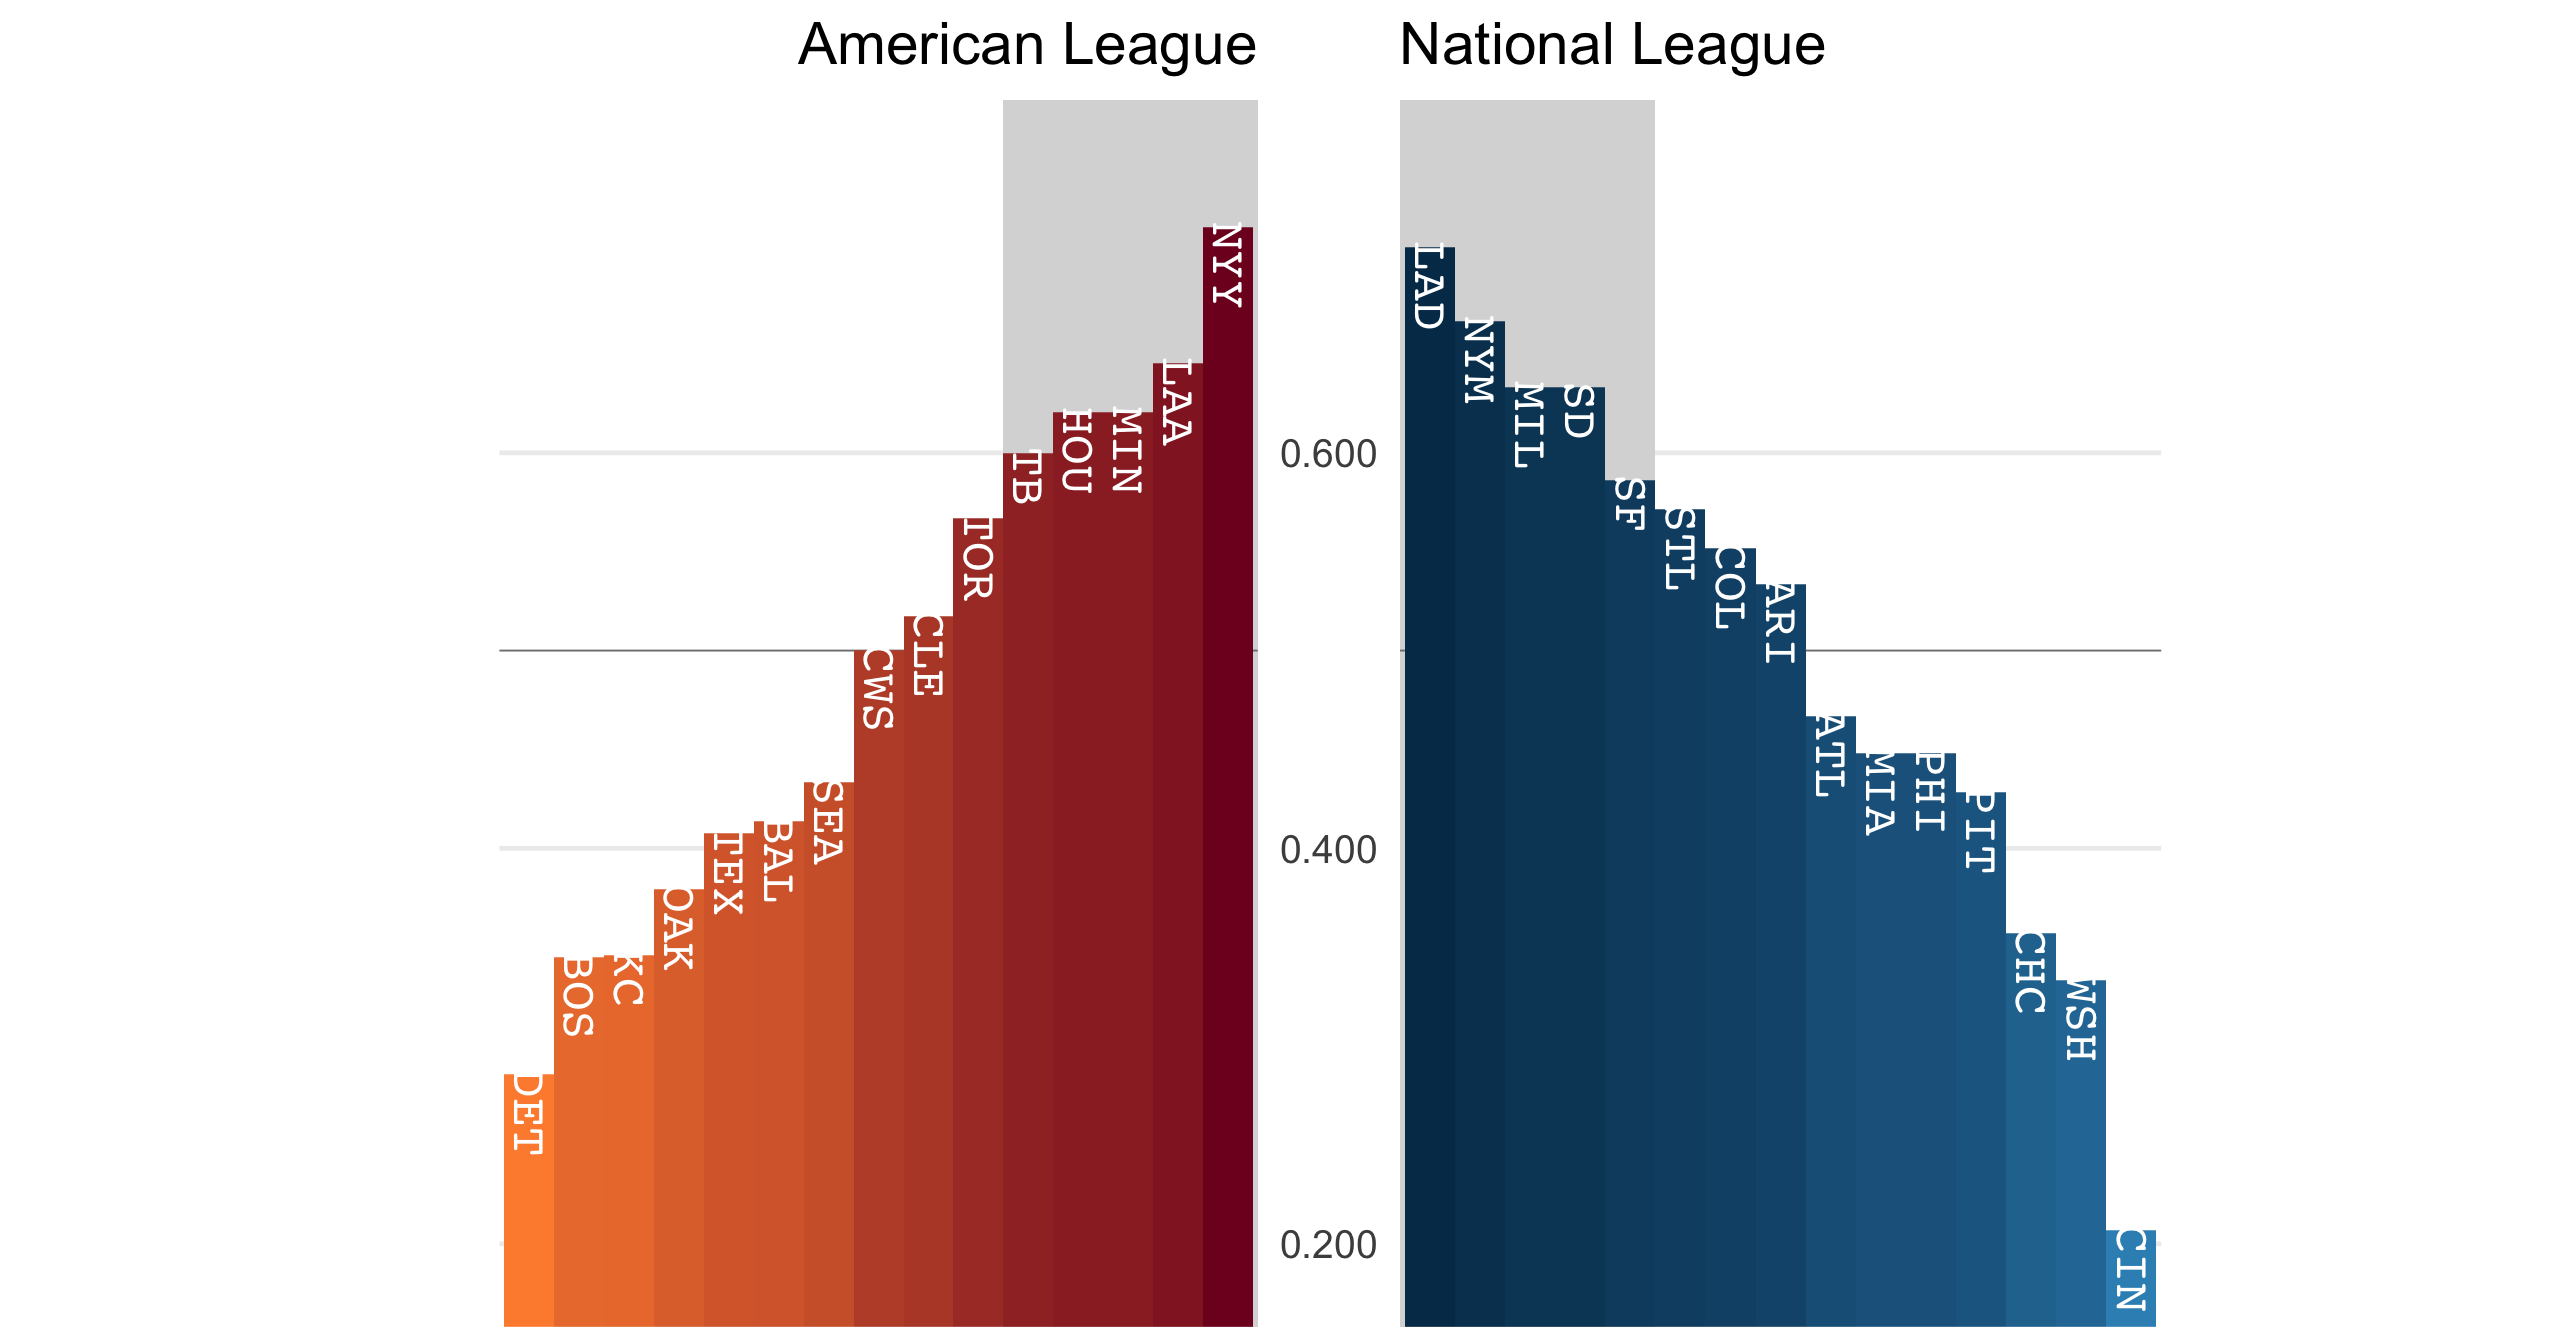 American League
National League
NYY
LAD
NYM
LAA
MIL
SD
HOU
MIN
0.600
TB
SF
STL
TOR
COL
ARI
CLE
CWS
ATL
MIA
PHI
SEA
PIT
BAL
TEX
0.400
OAK
CHC
KC
BOS
WSH
DET
0.200
CIN